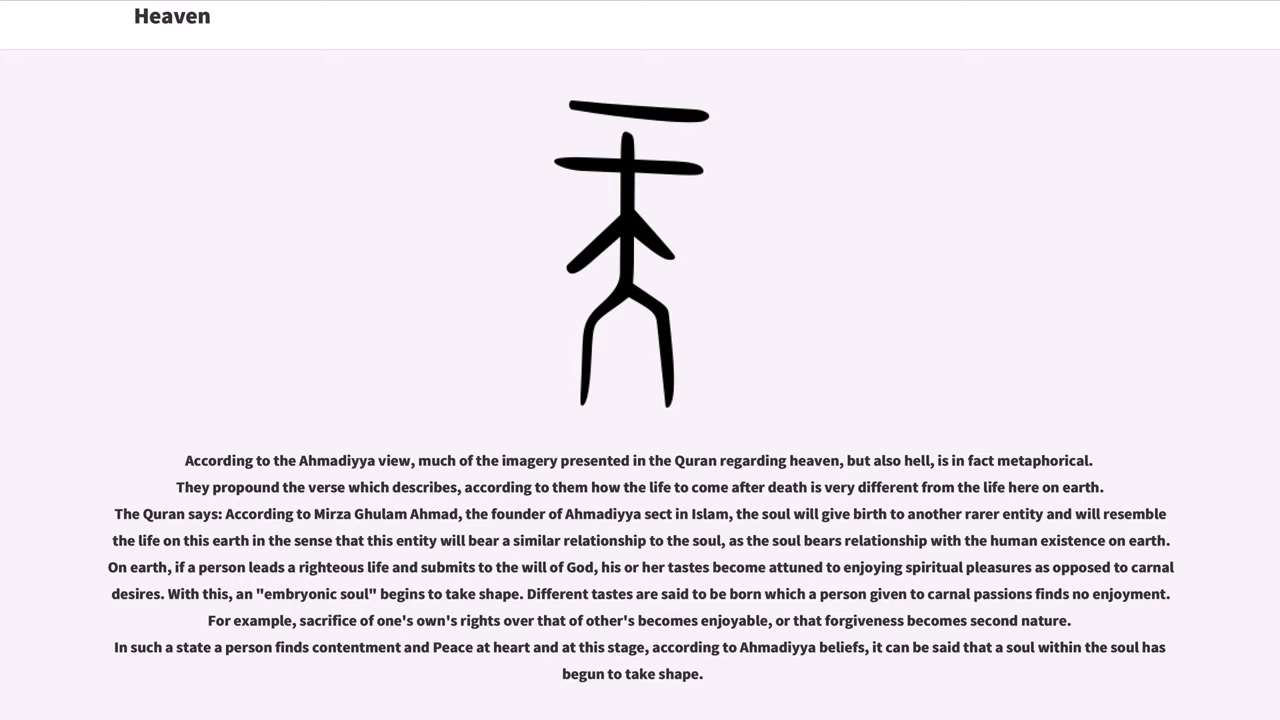 Heaven
According to the Ahmadiyya view, much of the imagery presented in the Quran regarding heaven, but also hell, is in fact metaphorical.
They propound the verse which describes, according to them how the life to come after death is very different from the life here on earth.
The Quran says: According to Mirza Ghulam Ahmad, the founder of Ahmadiyya sect in Islam, the soul will give birth to another rarer entity and will resemble
the life on this earth in the sense that this entity will bear a similar relationship to the soul, as the soul bears relationship with the human existence on earth.
On earth, if a person leads a righteous life and submits to the will of God, his or her tastes become attuned to enjoying spiritual pleasures as opposed to carnal
desires. With this, an "embryonic soul" begins to take shape. Different tastes are said to be born which a person given to carnal passions finds no enjoyment.
For example, sacrifice of one's own's rights over that of other's becomes enjoyable, or that forgiveness becomes second nature.
In such a state a person finds contentment and Peace at heart and at this stage, according to Ahmadiyya beliefs, it can be said that a soul within the soul has
begun to take shape.